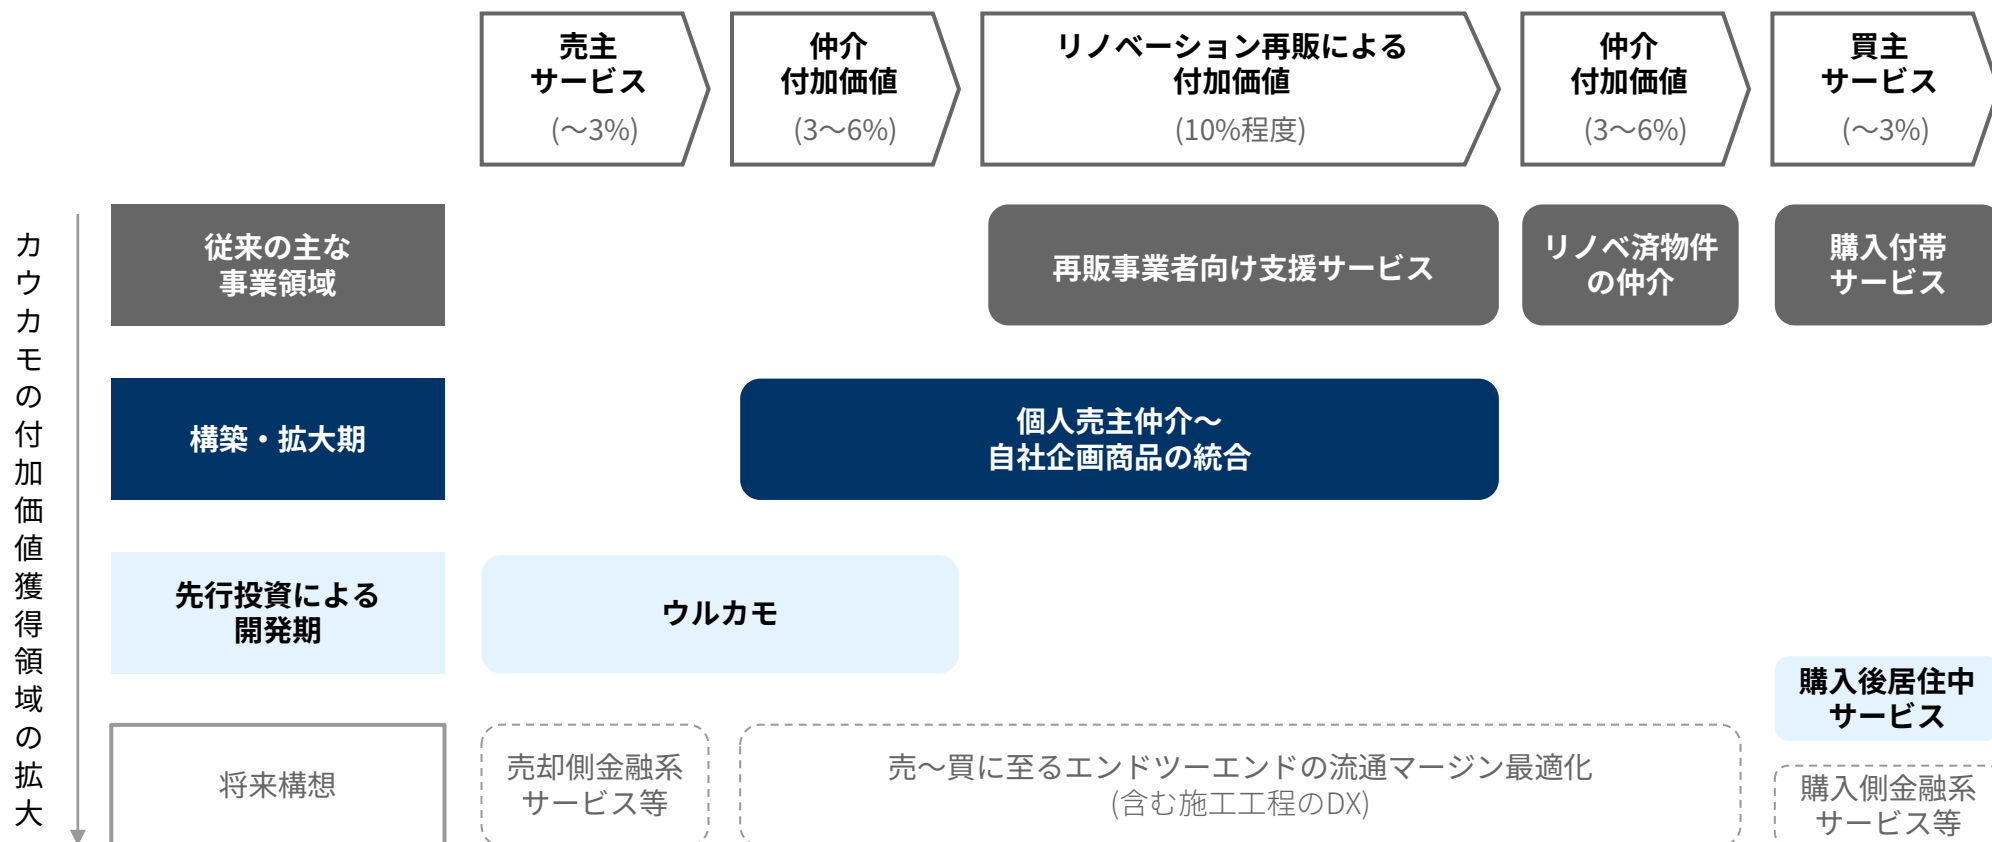 売主
サービス
(～3%)
仲介
付加価値
(3～6%)
リノベーション再販による
付加価値
(10%程度)
仲介
付加価値
(3～6%)
買主
サービス
(～3%)
カウカモの付加価値獲得領域の拡大
従来の主な
事業領域
再販事業者向け支援サービス
リノベ済物件
の仲介
購入付帯
サービス
構築・拡大期
個人売主仲介～
自社企画商品の統合
先行投資による
開発期
ウルカモ
購入後居住中
サービス
将来構想
売却側金融系
サービス等
売～買に至るエンドツーエンドの流通マージン最適化
(含む施工工程のDX)
購入側金融系
サービス等